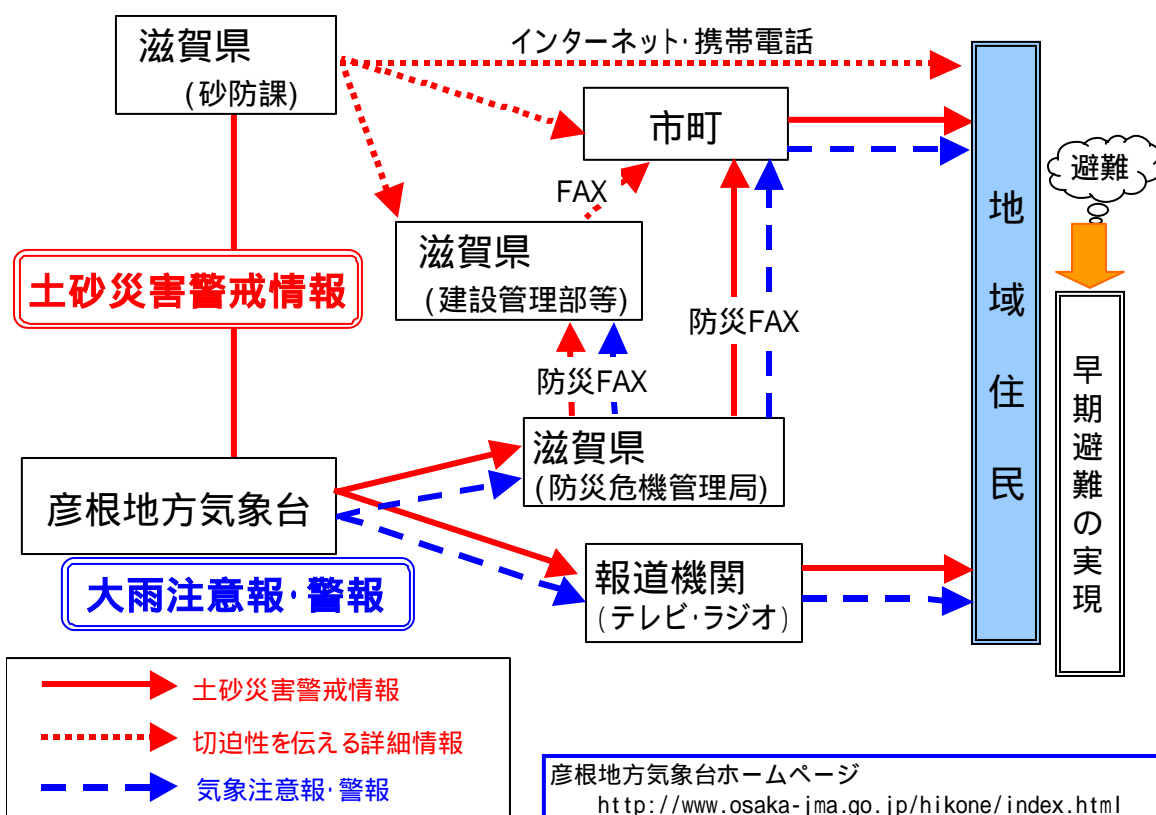 滋賀県
(砂防課)
インターネット・携帯電話
市町
避難
FAX
滋賀県
(建設管理部等)
土砂災害警戒情報
防災FAX
防災FAX
地域住民
早期避難の実現
滋賀県
(防災危機管理局)
彦根地方気象台
大雨注意報・警報
報道機関
(テレビ・ラジオ)
土砂災害警戒情報
切迫性を伝える詳細情報
気象注意報・警報
彦根地方気象台ホームページ
http://www.osaka-jma.go.jp/hikone/index.html